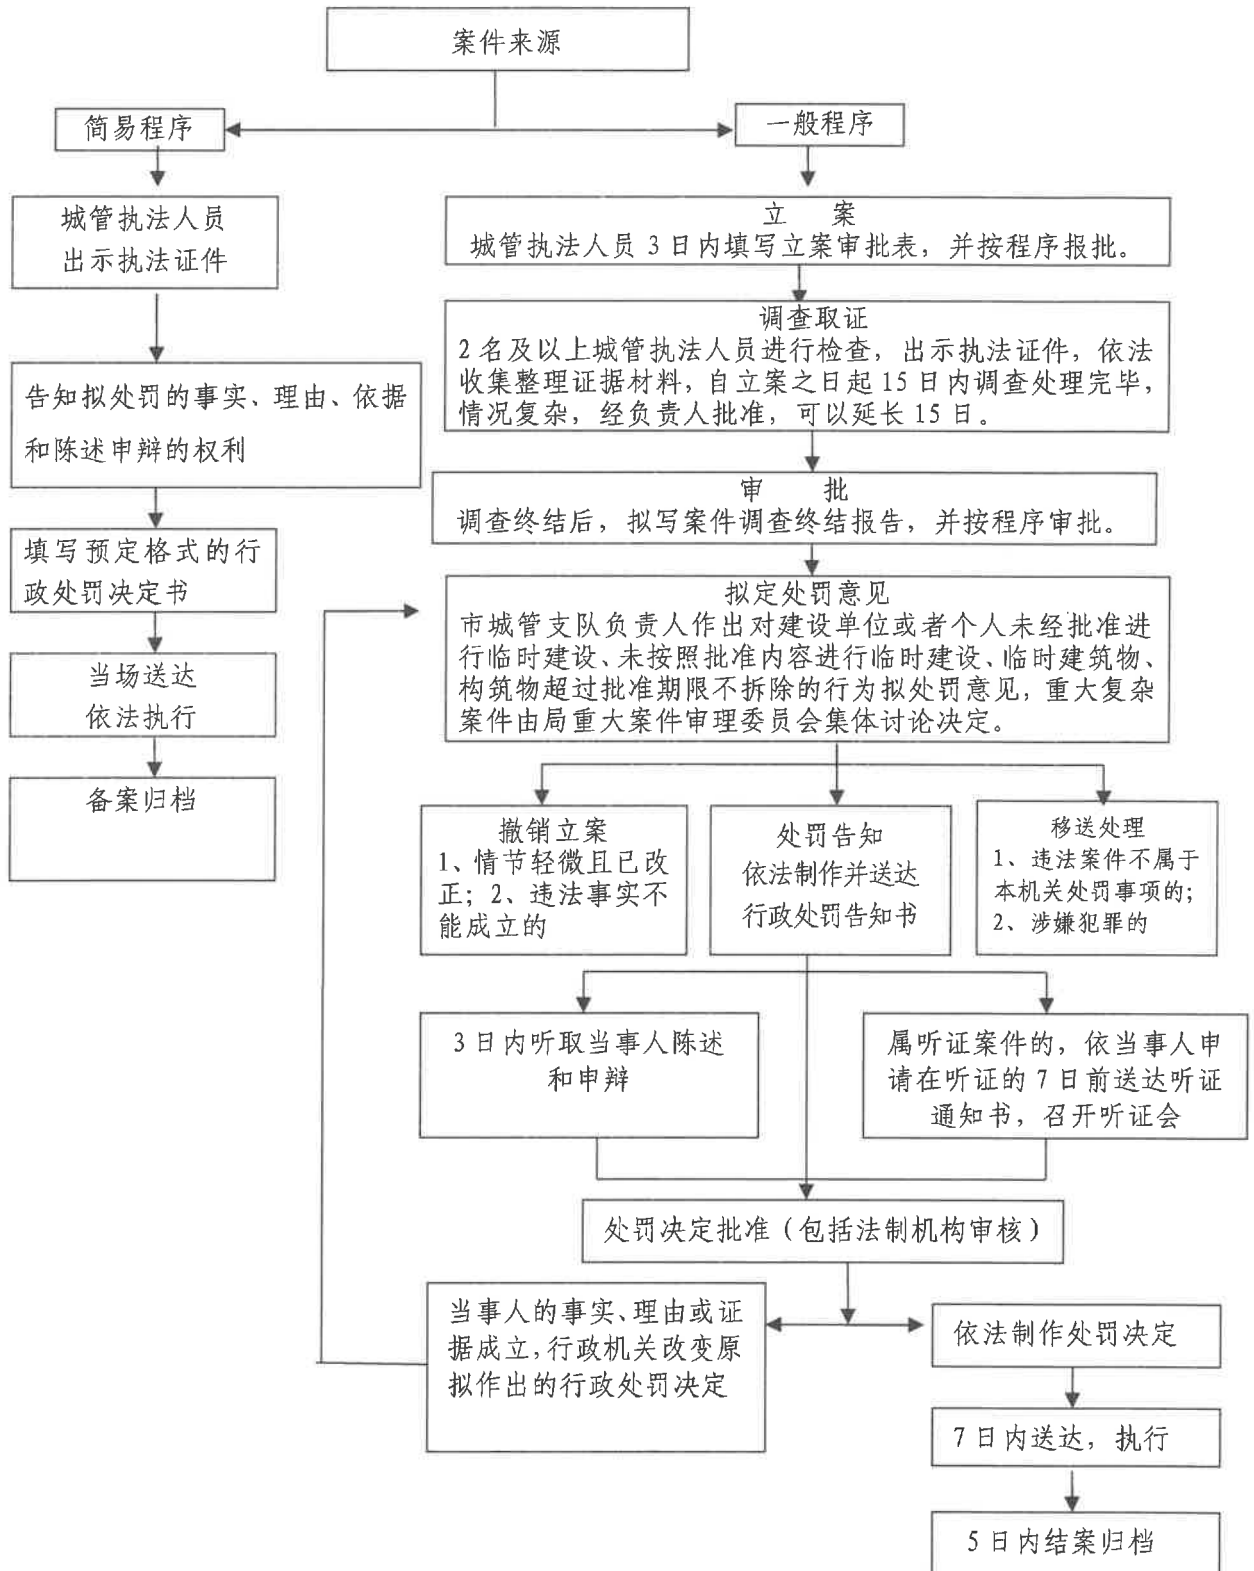 案件来源
简易程序
一般程序
城管执法人员
出示执法证件
告知拟处罚的事实、理由、依据
和陈述申辩的权利
填写预定格式的行
政处罚决定书
当场送达
依法执行
备案归档
立 案
城管执法人员 3 日内填写立案审批表，并按程序报批。
调查取证
2 名及以上城管执法人员进行检查，出示执法证件，依法
收集整理证据材料，自立案之日起 15 日内调查处理完毕，
情况复杂，经负责人批准，可以延长 15 日。
审 批
调查终结后，拟写案件调查终结报告，并按程序审批。
拟定处罚意见
市城管支队负责人作出对建设单位或者个人未经批准进
行临时建设、未按照批准内容进行临时建设、临时建筑物、
构筑物超过批准期限不拆除的行为拟处罚意见，重大复杂
案件由局重大案件审理委员会集体讨论决定。
撤销立案
1、情节轻微且已改
正；2、违法事实不
能成立的
处罚告知
依法制作并送达
行政处罚告知书
移送处理
1、违法案件不属于
本机关处罚事项的；
2、涉嫌犯罪的
3 日内听取当事人陈述
和申辩
属听证案件的，依当事人申
请在听证的 7 日前送达听证
通知书，召开听证会
处罚决定批准（包括法制机构审核）
当事人的事实、理由或证
据成立，行政机关改变原
拟作出的行政处罚决定
依法制作处罚决定
7 日内送达，执行
5 日内结案归档